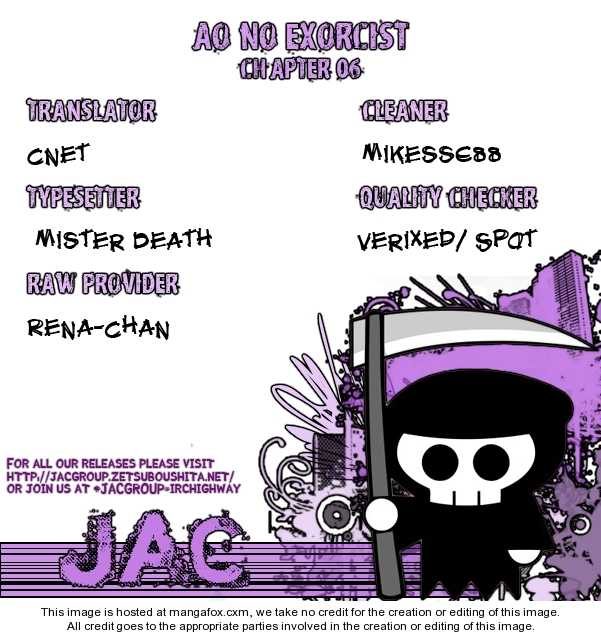 AO NO EXORCIST
CHAPTER 06
TRANSLATOR
CNET
CLEANER
MIKESSC88
TYPESETTER
MISTER DEATH
QUALITY CHECKER
VERIXED/ SPOT
RAW PROVIDER
RENA-CHAN
FOR ALL OUR RELEASES PLEASE VISIT
HTTP://JACGROUP.ZETSUBOUSHITA.NET/
OR JOIN US AT #JACGROUP@IRCHIGHWAY
JAC
This image is hosted at mangafox.cxm, we take no credit for the creation or editing of this image.
All credit goes to the appropriate parties involved in the creation or editing of this image.